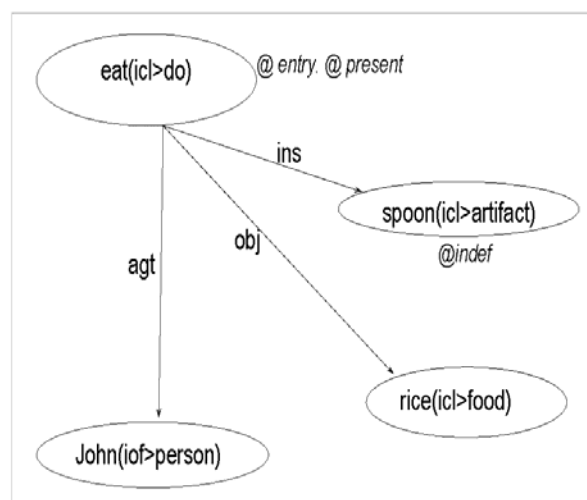 eat(icl>do)
@ entry. @ present
ins
spoon(icl>artifact)
@indef
obj
agt
rice(icl>food)
John(iof>person)